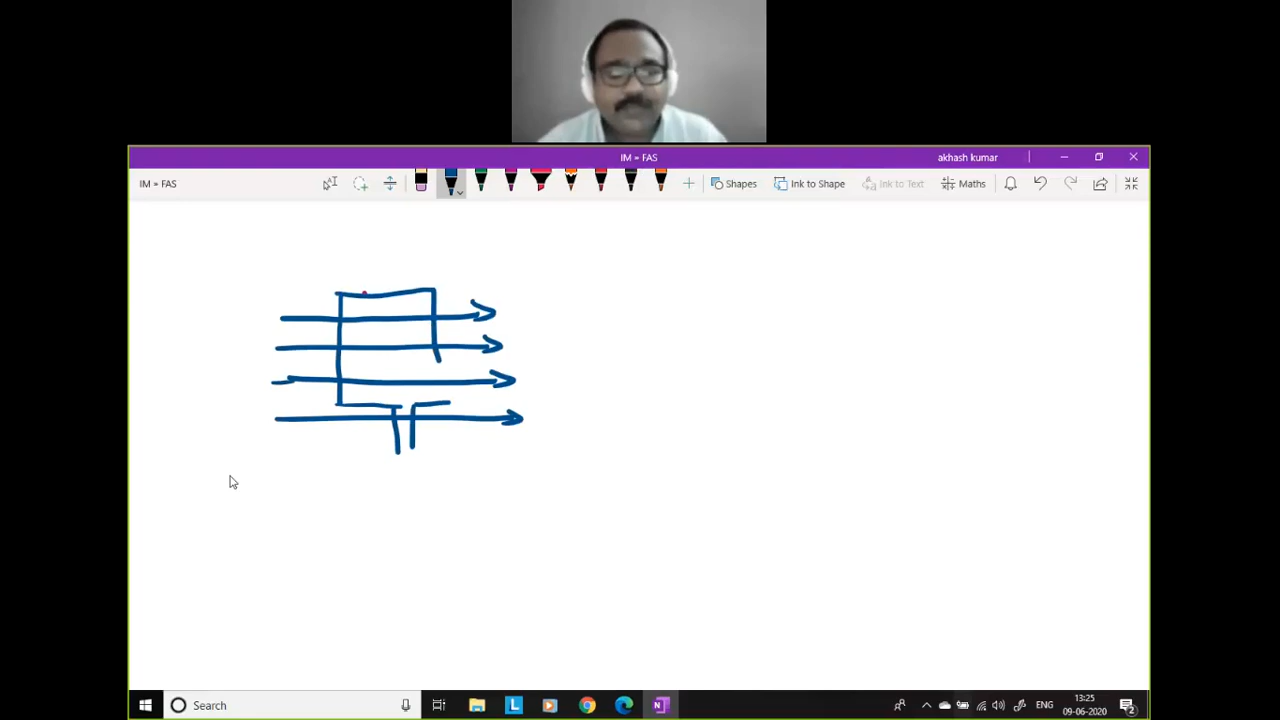 IM » FAS
akhash kumar
IM » FAS
Shapes
Ink to Shape
Ink to Text
Maths
Search
ENG
13:25
09-06-2020
2